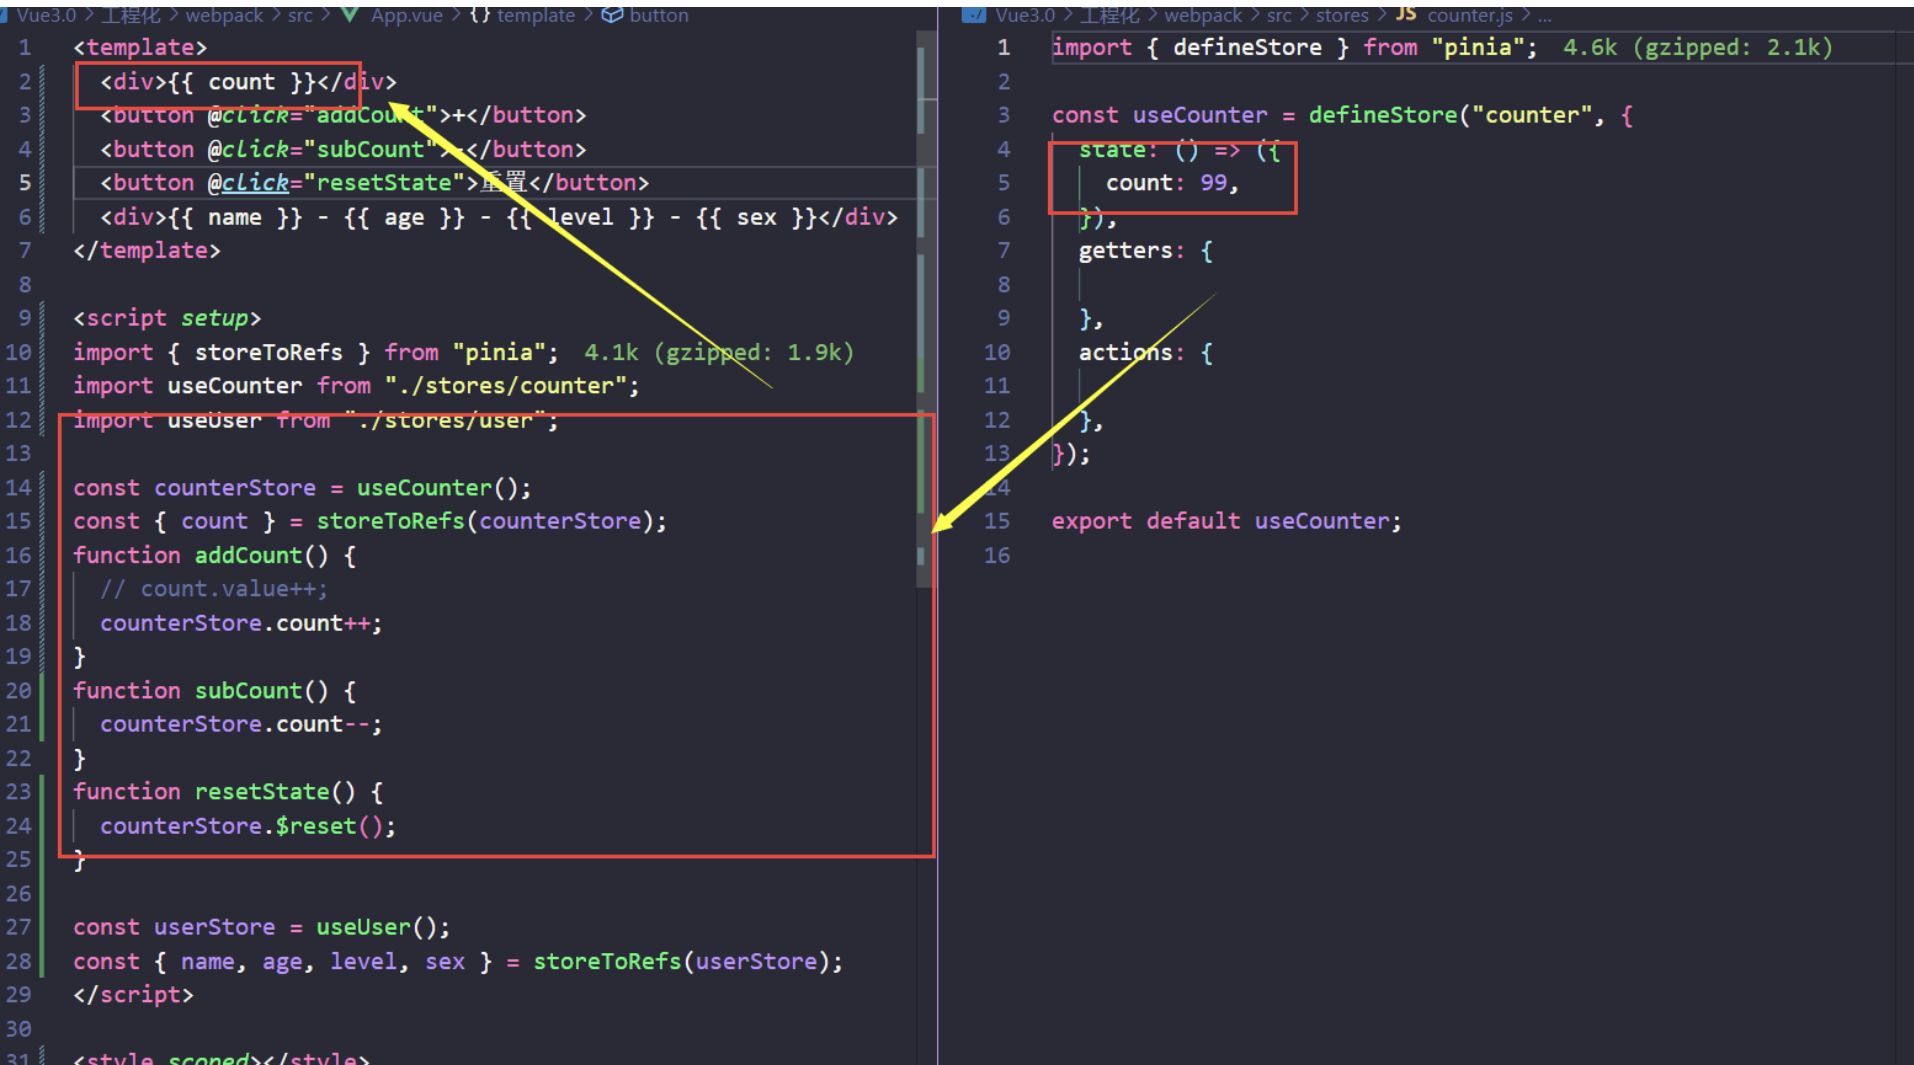 Vue3.0 > 工程化 > webpack > src > App.vue > {} template > button
1 <template>
2 <div>{{ count }}</div>
3 <button @click="addCount">+</button>
4 <button @click="subCount">-</button>
5 <button @click="resetState">重置</button>
6 <div>{{ name }} - {{ age }} - {{ level }} - {{ sex }}</div>
7 </template>
8
9 <script setup>
10 import { storeToRefs } from "pinia"; 4.1k (gzipped: 1.9k)
11 import useCounter from "./stores/counter";
12 import useUser from "./stores/user";
13
14 const counterStore = useCounter();
15 const { count } = storeToRefs(counterStore);
16 function addCount() {
17 // count.value++;
18 counterStore.count++;
19 }
20 function subCount() {
21 counterStore.count--;
22 }
23 function resetState() {
24 counterStore.$reset();
25 }
26
27 const userStore = useUser();
28 const { name, age, level, sex } = storeToRefs(userStore);
29 </script>
30
31 <style scoped></style>
Vue3.0 > 工程化 > webpack > src > stores > JS counter.js > ...
1 import { defineStore } from "pinia"; 4.6k (gzipped: 2.1k)
2
3 const useCounter = defineStore("counter", {
4 state: () => ({
5 count: 99,
6 }),
7 getters: {
8
9 },
10 actions: {
11
12 },
13 });
14
15 export default useCounter;
16